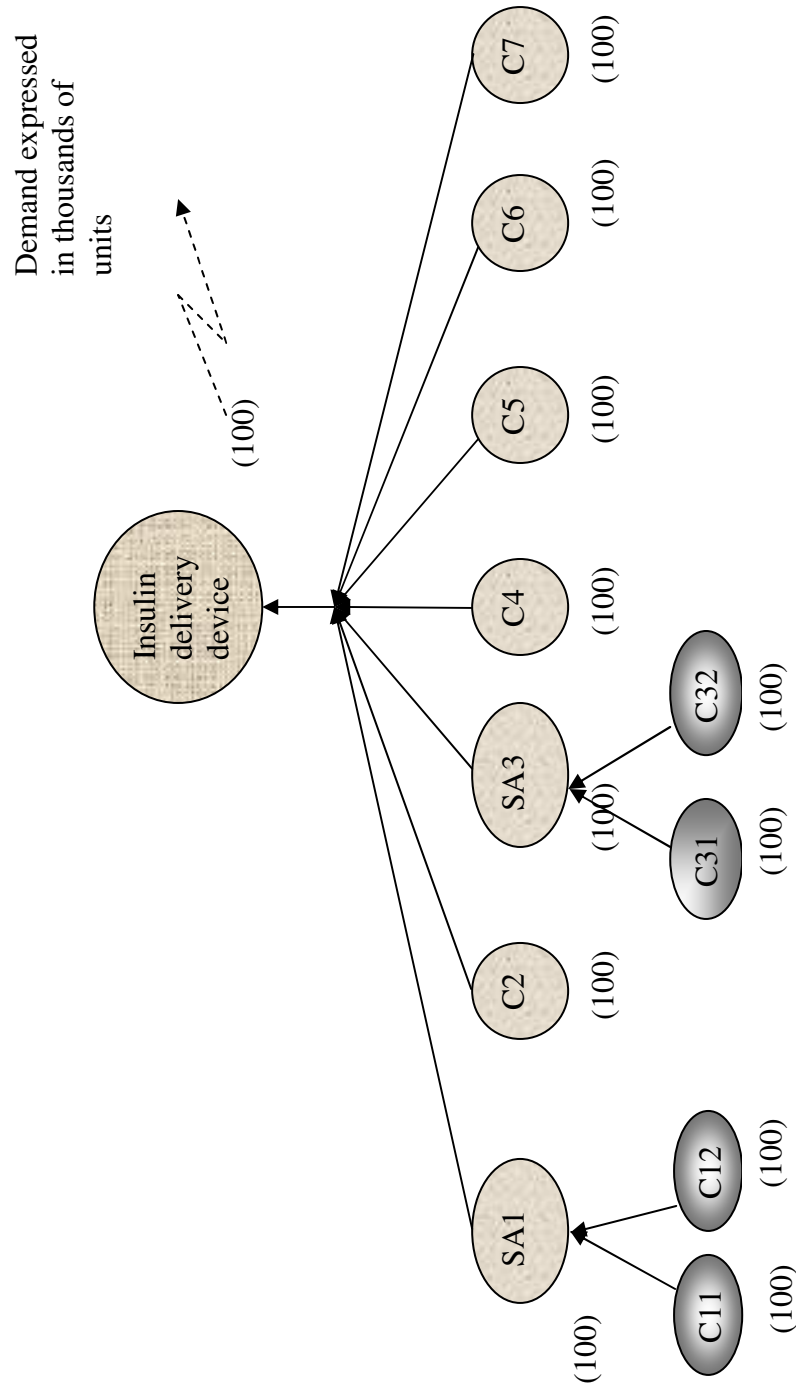 Demand expressed
in thousands of
units
(100)
Insulin
delivery
device
SA1
C2
SA3
C4
C5
C6
C7
(100)
(100)
(100)
(100)
(100)
(100)
(100)
C11
C12
C31
C32
(100)
(100)
(100)
(100)